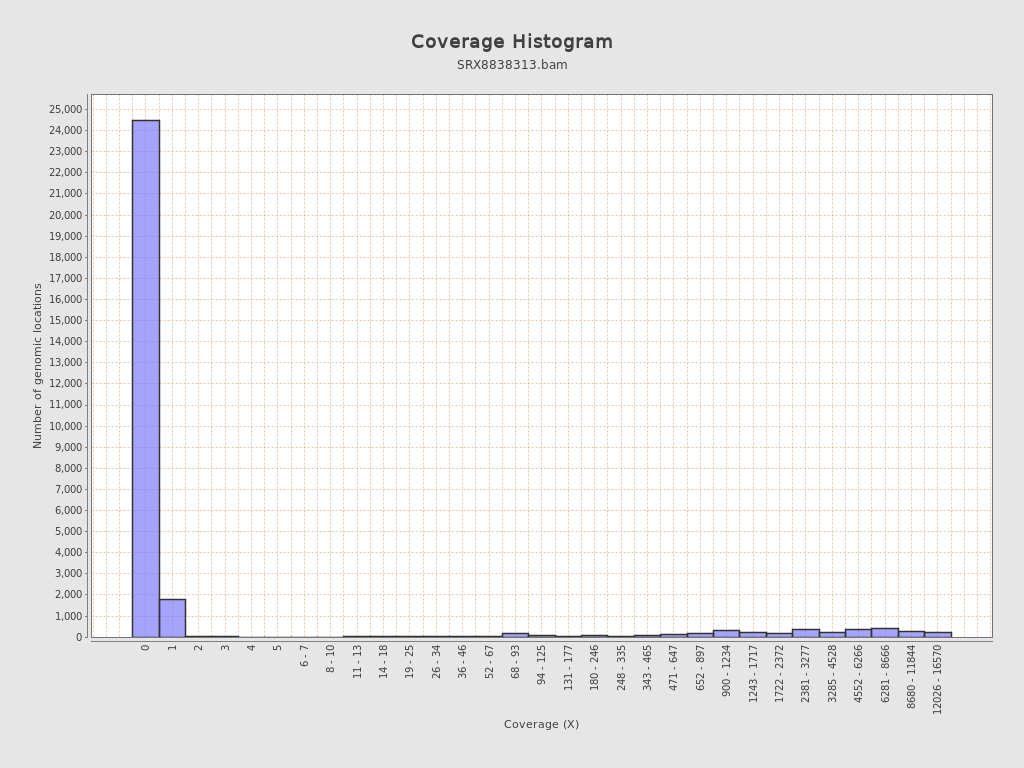 Coverage Histogram
SRX8838313.bam
25,000
24,000
23,000
22,000
21,000
20,000
19,000
18,000
17,000
16,000
15,000
14,000
13,000
12,000
11,000
10,000
9,000
8,000
7,000
6,000
5,000
4,000
3,000
2,000
1,000
0
Number of genomic locations
0
1
2
3
4
5
6 - 7
8 - 10
11 - 13
14 - 18
19 - 25
26 - 34
36 - 46
52 - 67
68 - 93
94 - 125
131 - 177
180 - 246
248 - 335
343 - 465
471 - 647
652 - 897
900 - 1234
1243 - 1717
1722 - 2372
2381 - 3277
3285 - 4528
4552 - 6266
6281 - 8666
8680 - 11844
12026 - 16570
Coverage (X)